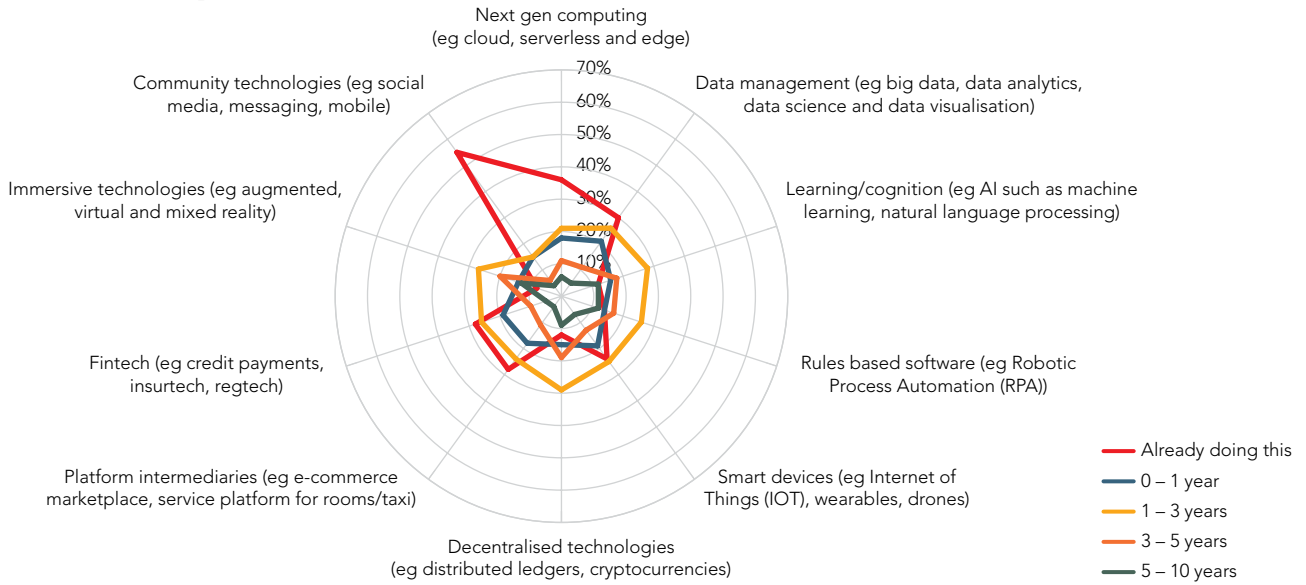 Next gen computing
(eg cloud, serverless and edge)
Community technologies (eg social
media, messaging, mobile)
Data management (eg big data, data analytics,
data science and data visualisation)
70%
60%
50%
40%
30%
20%
10%
Immersive technologies (eg augmented,
virtual and mixed reality)
Learning/cognition (eg AI such as machine
learning, natural language processing)
Fintech (eg credit payments,
insurtech, regtech)
Rules based software (eg Robotic
Process Automation (RPA))
Platform intermediaries (eg e-commerce
marketplace, service platform for rooms/taxi)
Smart devices (eg Internet of
Things (IOT), wearables, drones)
Decentralised technologies
(eg distributed ledgers, cryptocurrencies)
Already doing this
0 – 1 year
1 – 3 years
3 – 5 years
5 – 10 years